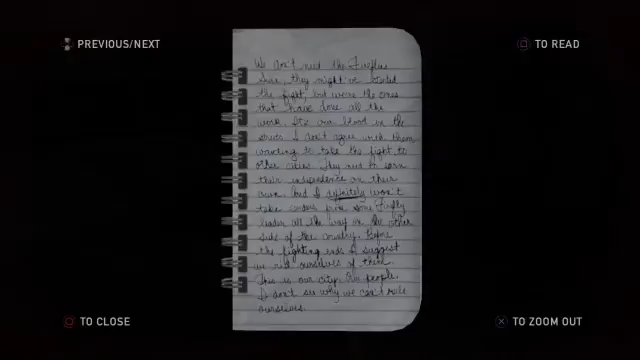 PREVIOUS/NEXT
TO READ
We don't need the Fireflies
Sure, they might've started
the fight, but we're the ones
that have done all the
work. It's our blood in the
streets. I don't agree with them
wanting to take the fight to
other cities. They need to earn
their independence on their
own. And I definitely won't
take orders from some Firefly
leader all the way on the other
side of the country. Before
the fighting ends I suggest
we rid ourselves of them.
This is our city. Our people.
I don't see why we can't rule
ourselves.
TO CLOSE
TO ZOOM OUT